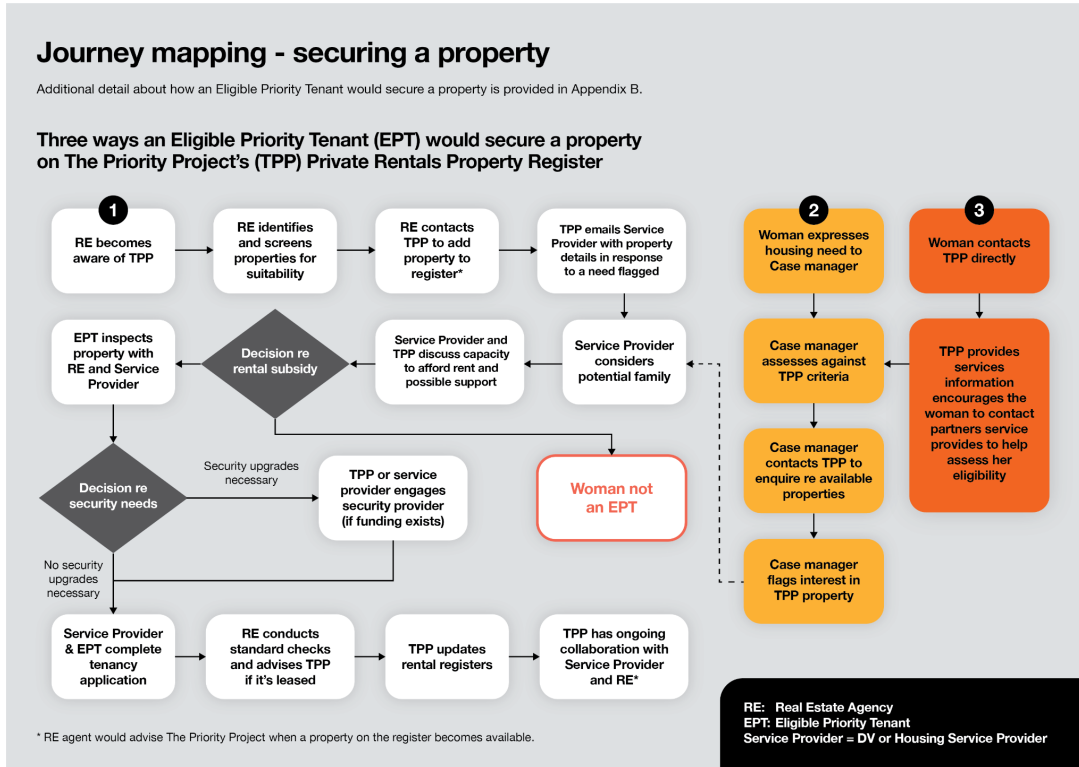 Journey mapping - securing a property
Additional detail about how an Eligible Priority Tenant would secure a property is provided in Appendix B.
Three ways an Eligible Priority Tenant (EPT) would secure a property
on The Priority Project's (TPP) Private Rentals Property Register
1
RE becomes
aware of TPP
RE identifies
and screens
properties for
suitability
RE contacts
TPP to add
property to
register*
TPP emails Service
Provider with property
details in response
to a need flagged
Service Provider
considers
potential family
Service Provider and
TPP discuss capacity
to afford rent and
possible support
Decision re
rental subsidy
EPT inspects
property with
RE and Service
Provider
Woman not
an EPT
Decision re
security needs
Security upgrades
necessary
TPP or service
provider engages
security provider
(if funding exists)
No security
upgrades
necessary
Service Provider
& EPT complete
tenancy
application
RE conducts
standard checks
and advises TPP
if it's leased
TPP updates
rental registers
TPP has ongoing
collaboration with
Service Provider
and RE*
2
Woman expresses
housing need to
Case manager
Case manager
assesses against
TPP criteria
Case manager
contacts TPP to
enquire re available
properties
Case manager
flags interest in
TPP property
3
Woman contacts
TPP directly
TPP provides
services
information
encourages the
woman to contact
partners service
provides to help
assess her
eligibility
* RE agent would advise The Priority Project when a property on the register becomes available.
RE: Real Estate Agency
EPT: Eligible Priority Tenant
Service Provider = DV or Housing Service Provider